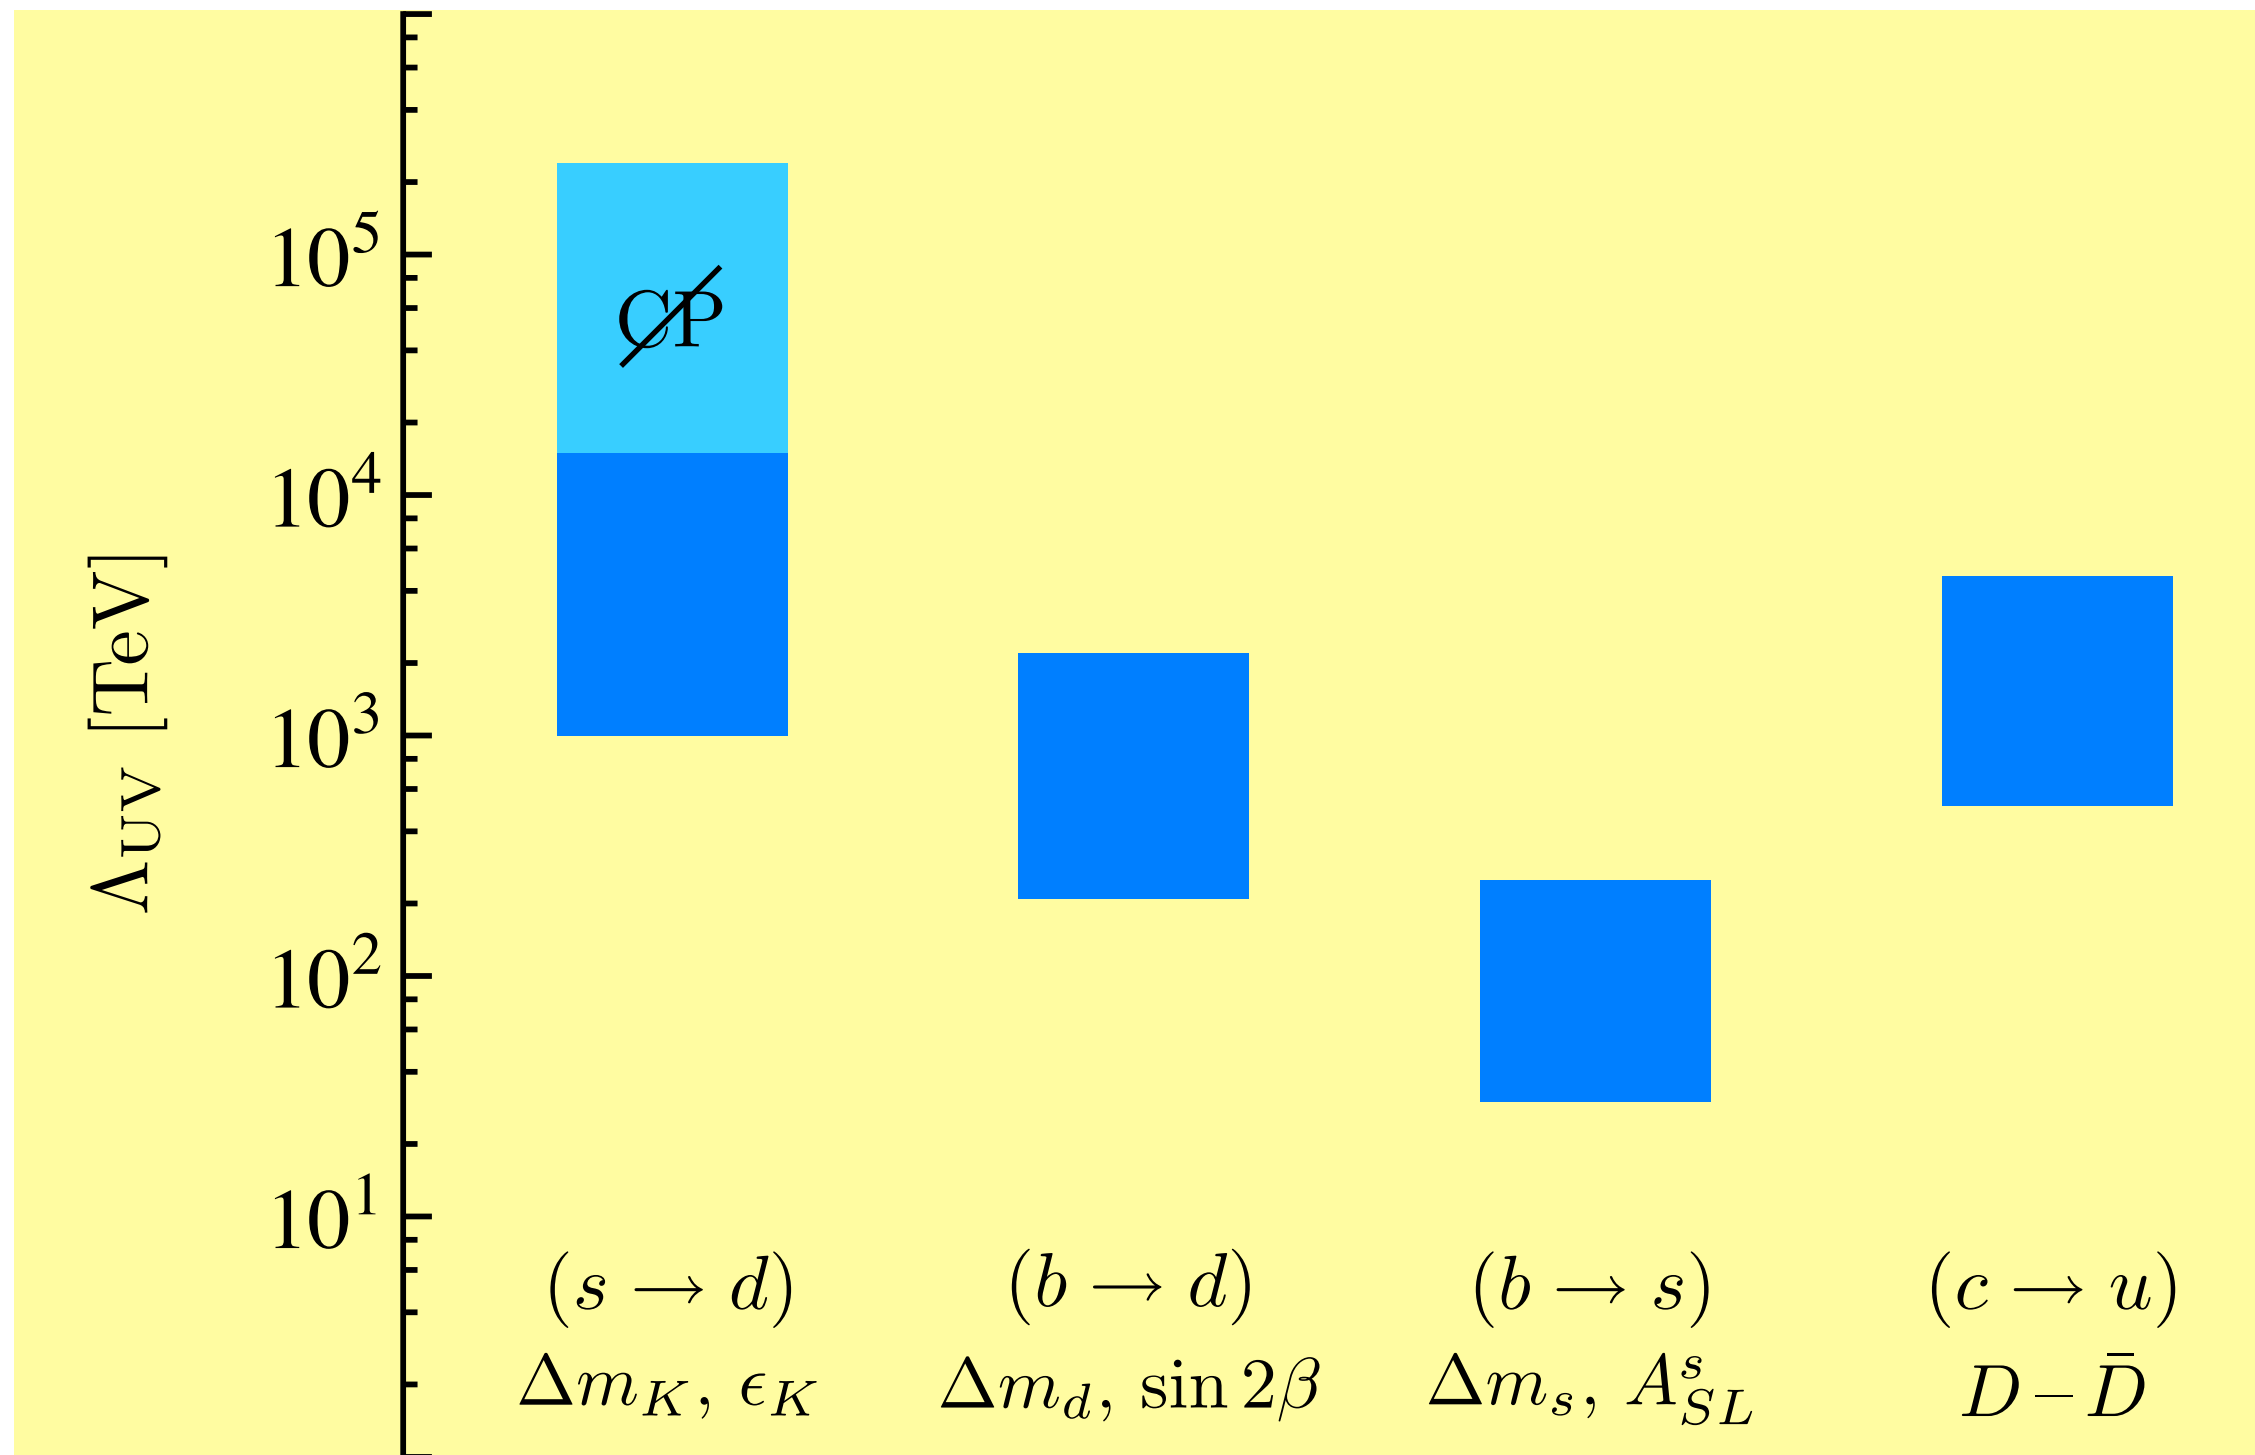 Λ_UV [TeV]
10^5
10^4
10^3
10^2
10^1
C̸P̸
(s → d)
Δm_K, ϵ_K
(b → d)
Δm_d, sin 2β
(b → s)
Δm_s, A^s_SL
(c → u)
D–D̄